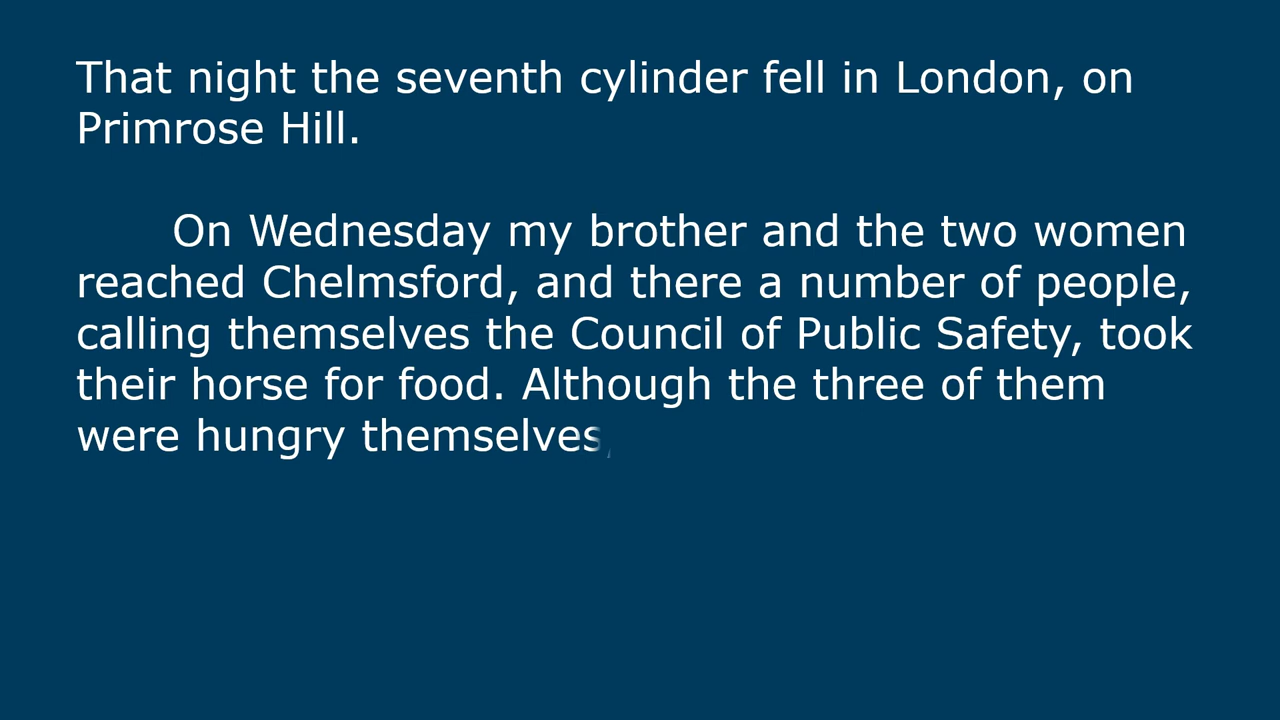 That night the seventh cylinder fell in London, on
Primrose Hill.
On Wednesday my brother and the two women
reached Chelmsford, and there a number of people,
calling themselves the Council of Public Safety, took
their horse for food. Although the three of them
were hungry themselves,